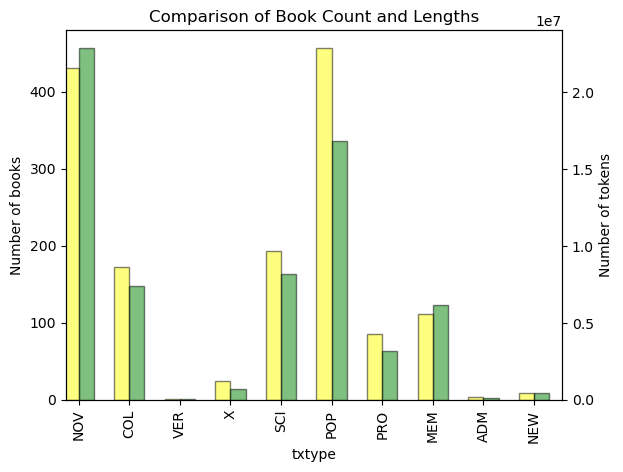 Comparison of Book Count and Lengths
1e7
400
300
200
100
0
Number of books
2.0
1.5
1.0
0.5
0.0
Number of tokens
NOV
COL
VER
X
SCI
POP
PRO
MEM
ADM
NEW
txtype